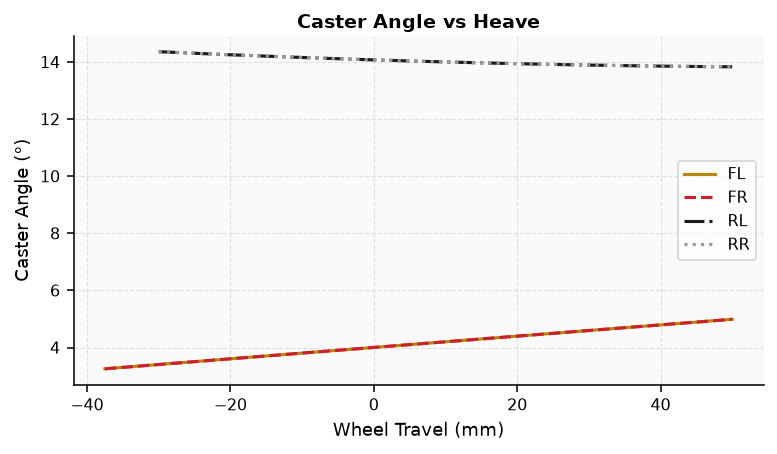 Caster Angle vs Heave
Caster Angle (°)
14
12
10
8
6
4
FL
FR
RL
RR
−40
−20
0
20
40
Wheel Travel (mm)